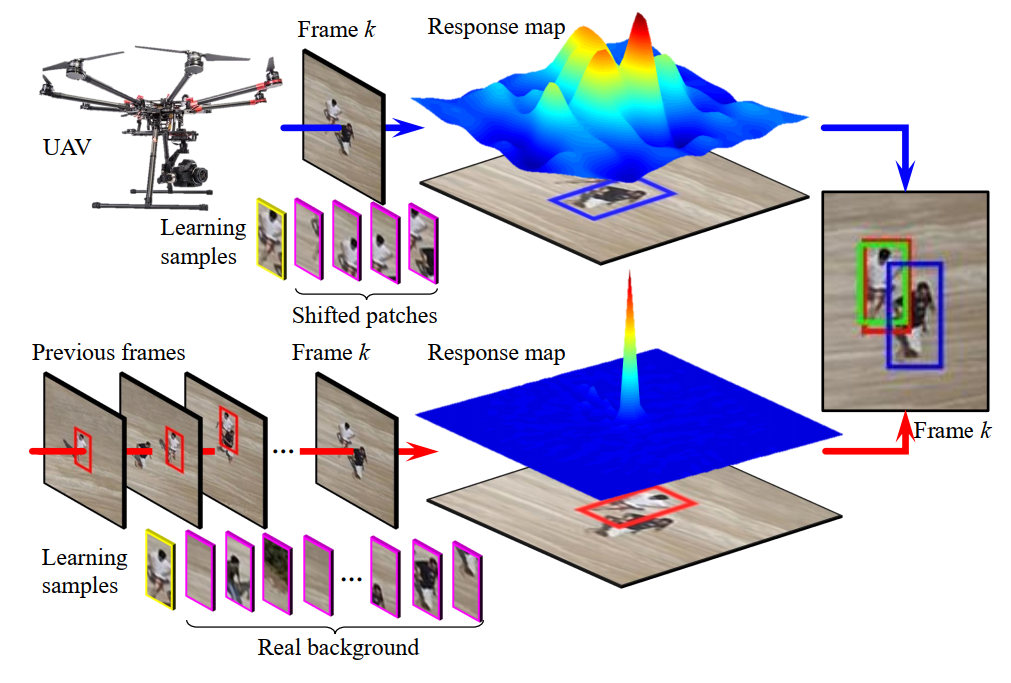 Frame k
Response map
UAV
Learning
samples
Shifted patches
Previous frames
Frame k
Response map
Frame k
Learning
samples
...
...
Real background